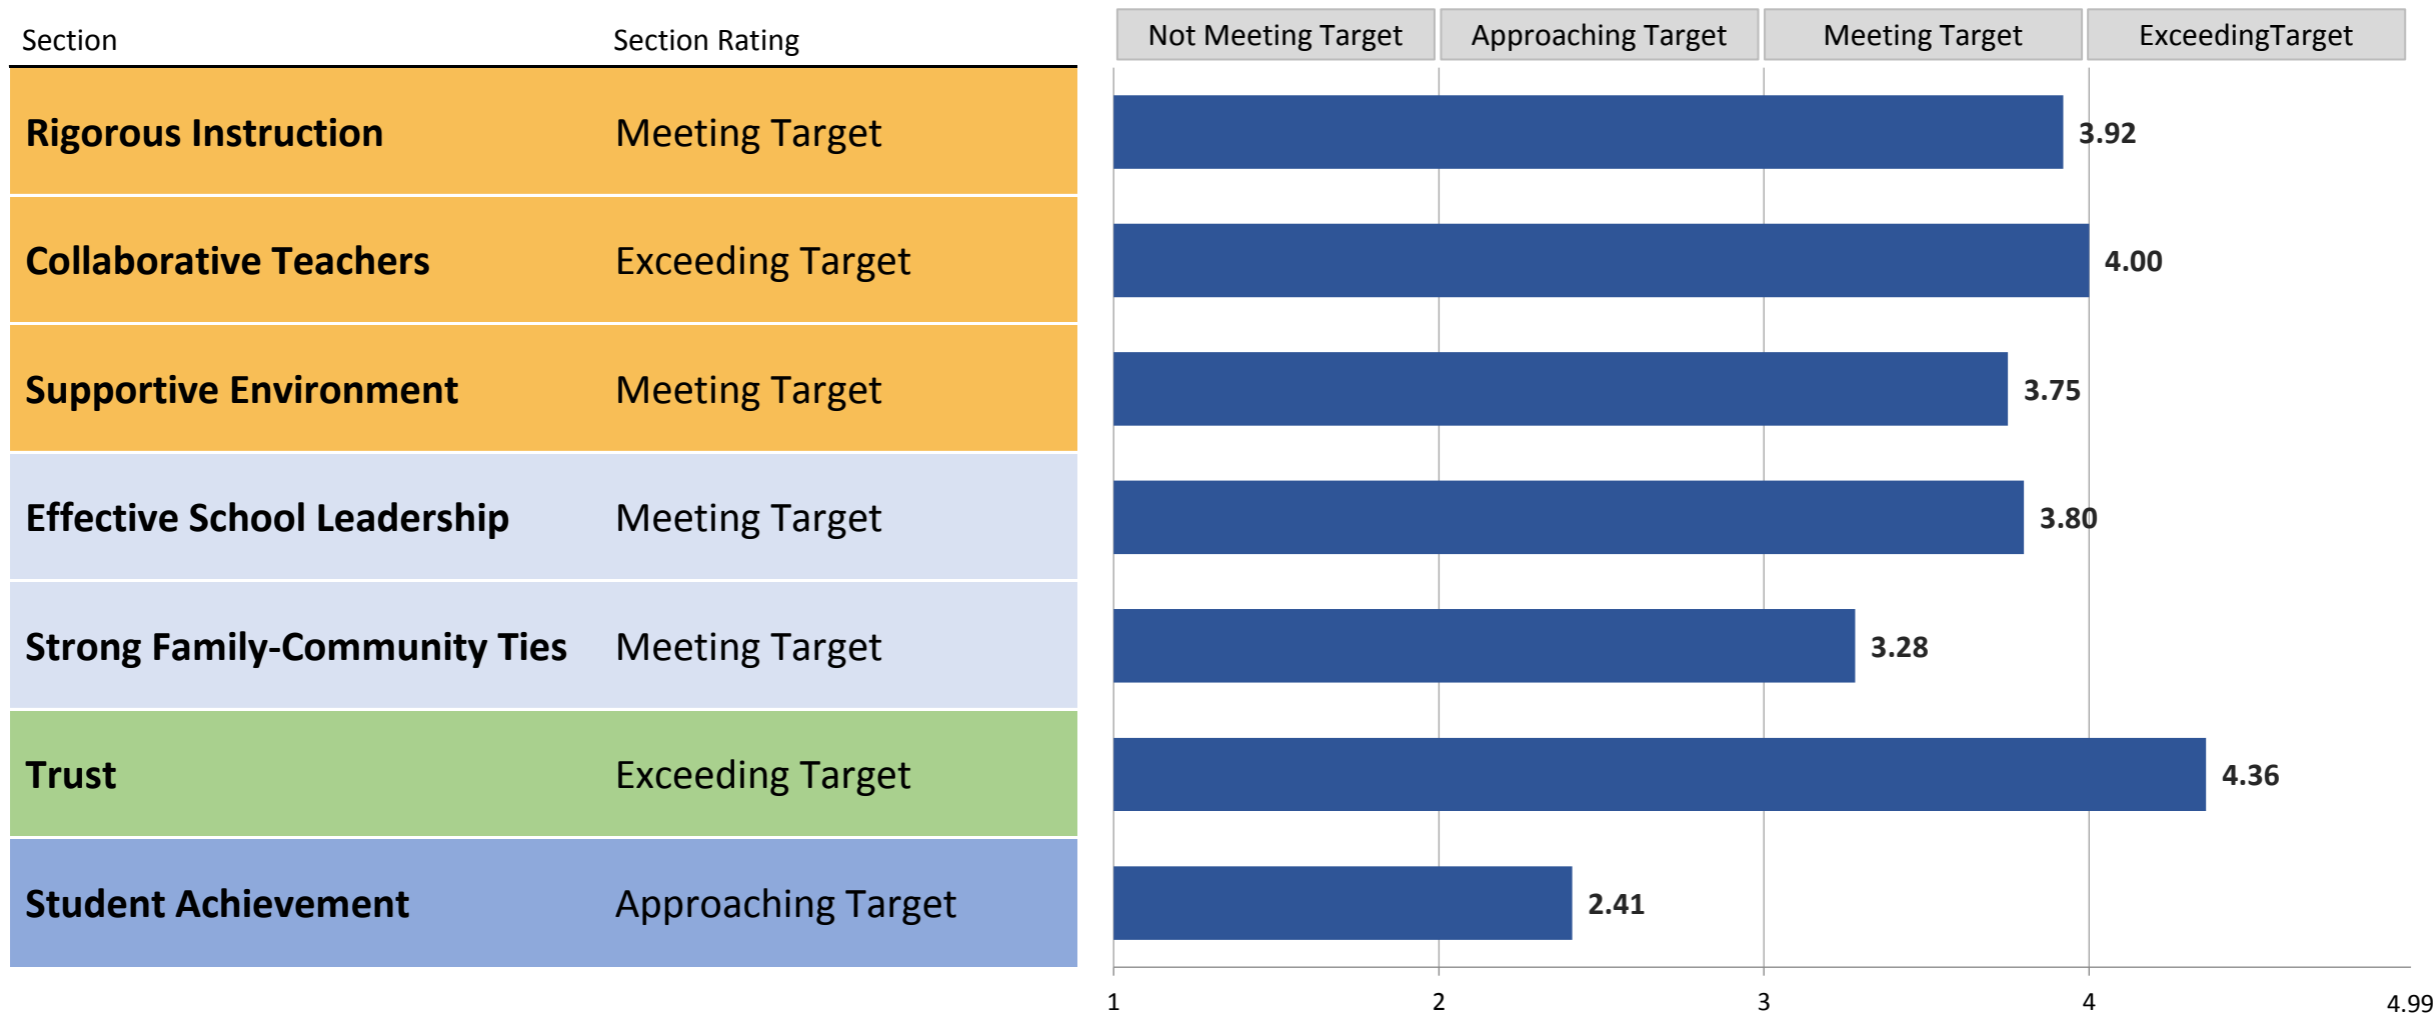 Section Section Rating Not Meeting Target Approaching Target Meeting Target ExceedingTarget
Rigorous Instruction Meeting Target 3.92
Collaborative Teachers Exceeding Target 4.00
Supportive Environment Meeting Target 3.75
Effective School Leadership Meeting Target 3.80
Strong Family-Community Ties Meeting Target 3.28
Trust Exceeding Target 4.36
Student Achievement Approaching Target 2.41
1 2 3 4 4.99